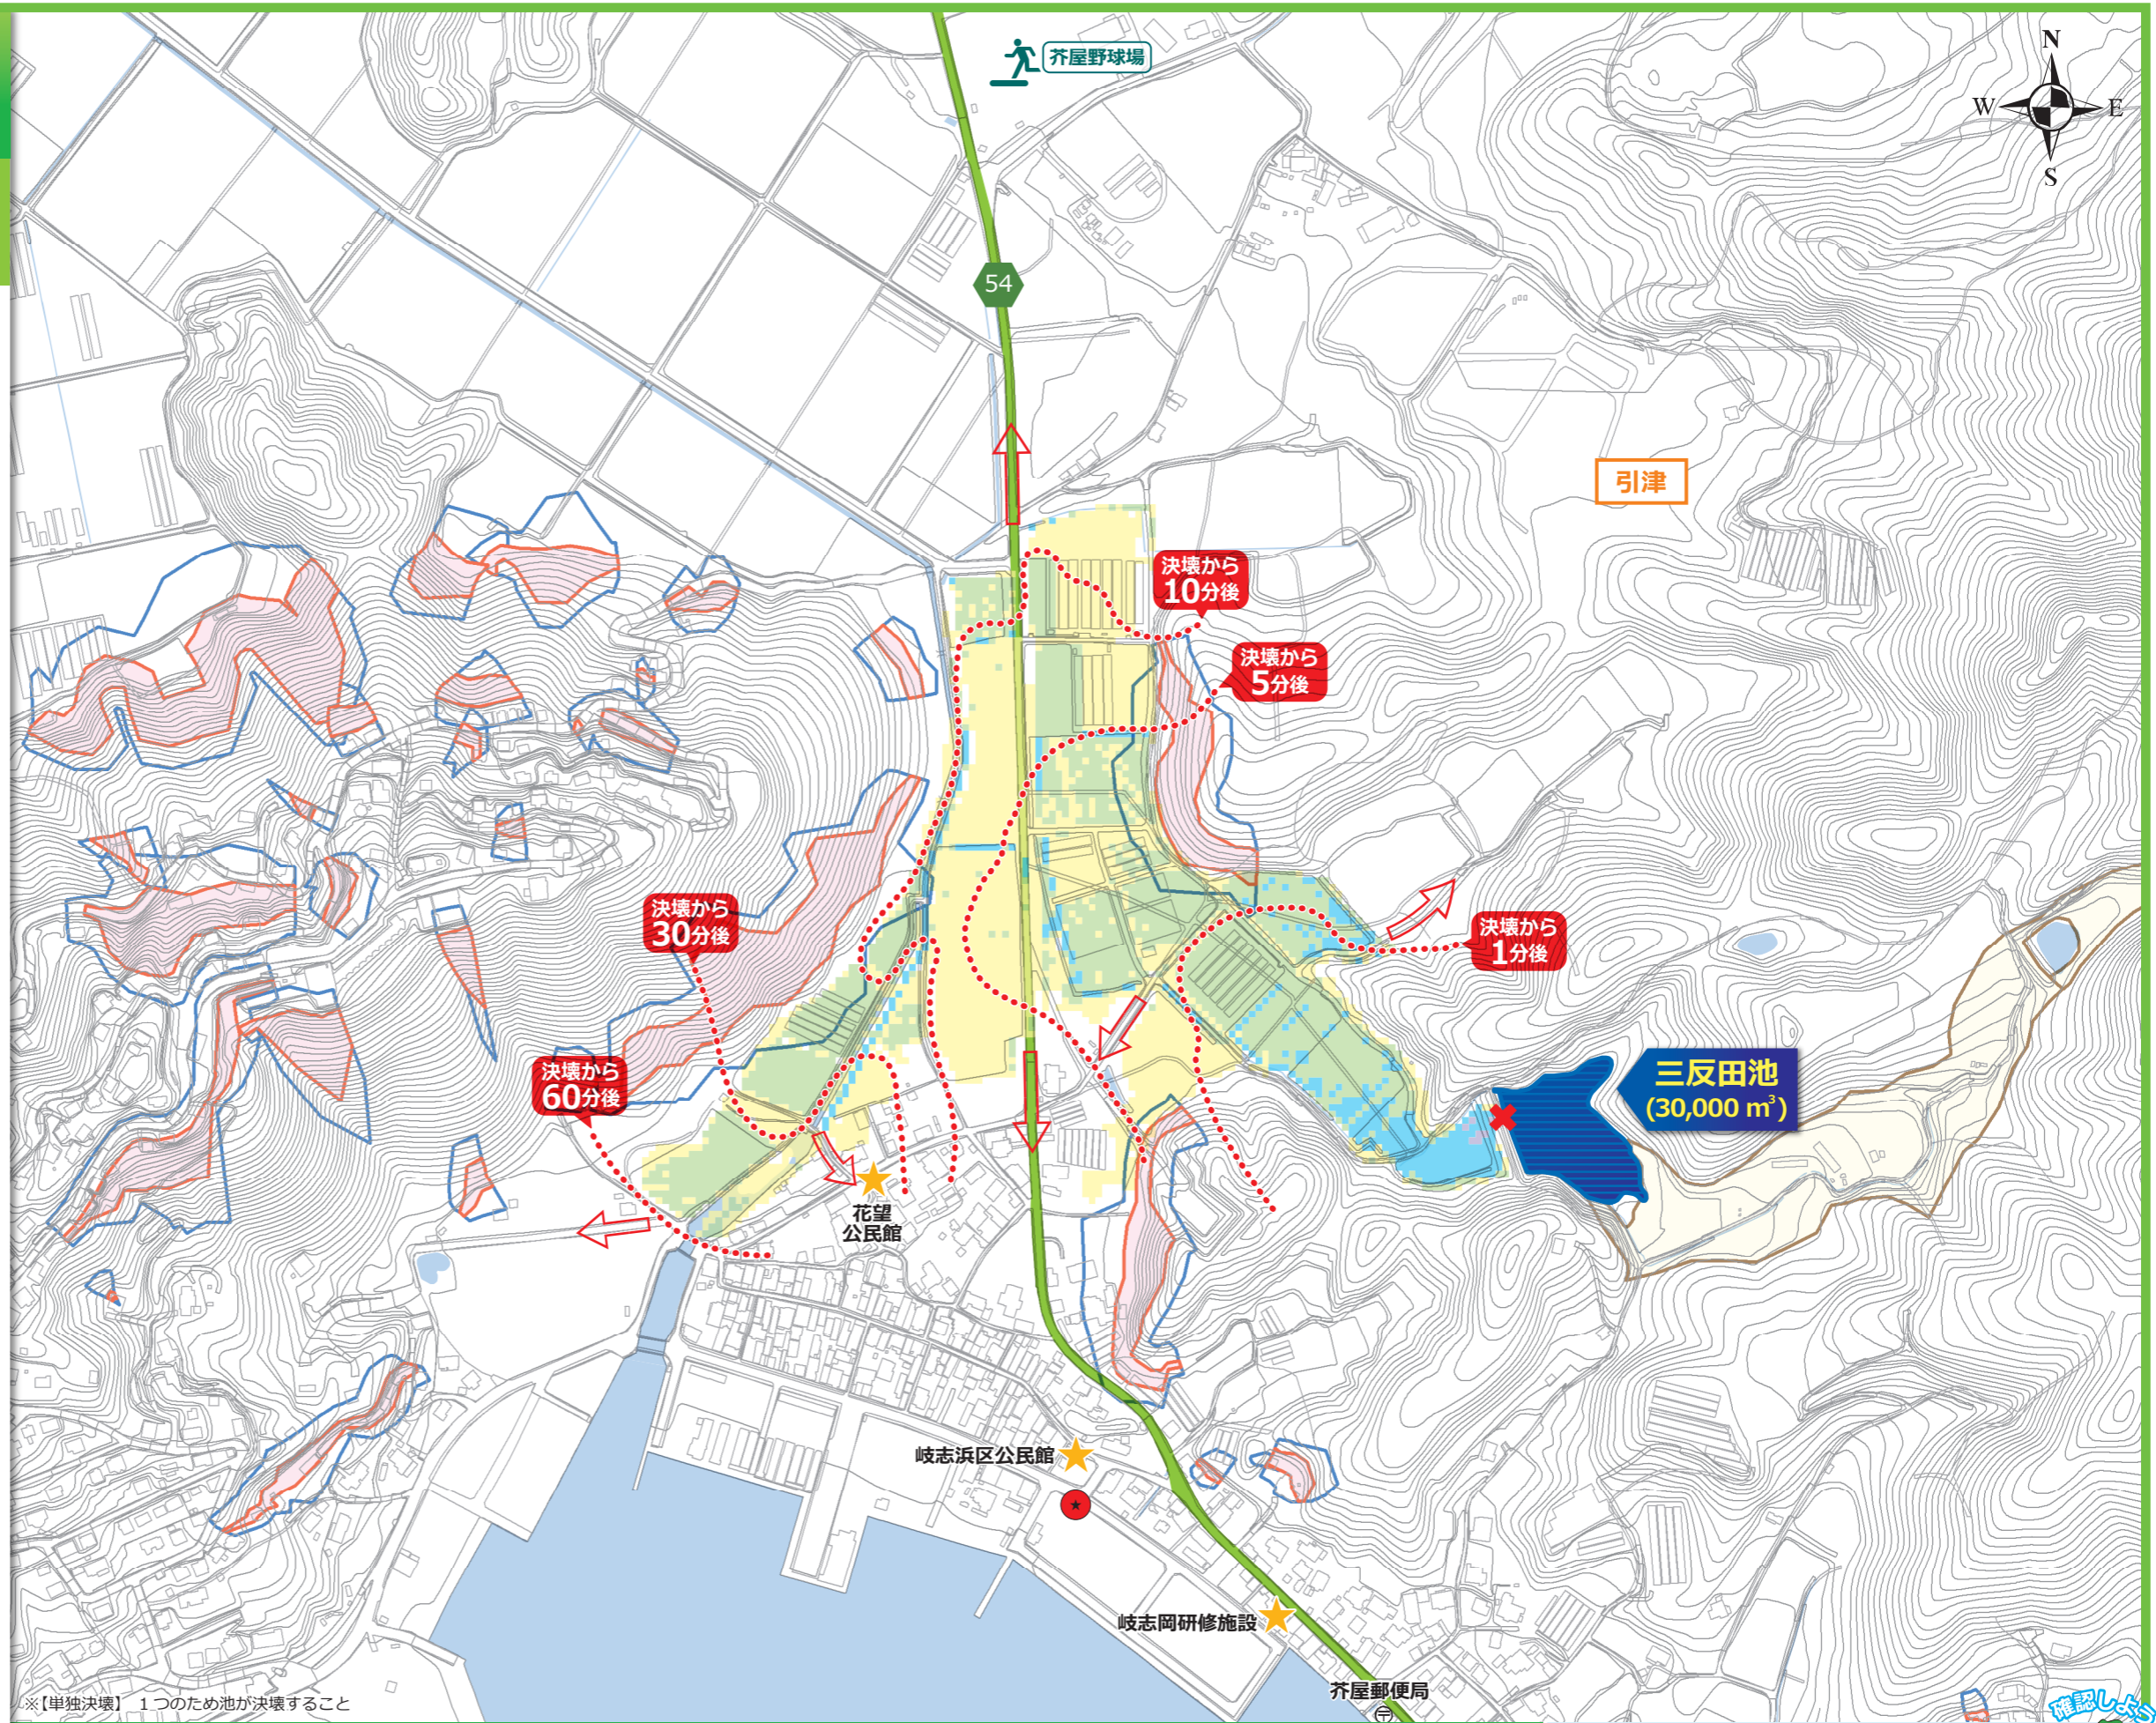 芥屋野球場
N
W
E
S
54
引津
決壊から
10分後
決壊から
5分後
決壊から
30分後
決壊から
1分後
決壊から
60分後
三反田池
(30,000 m³)
花望
公民館
岐志浜区公民館
岐志岡研修施設
芥屋郵便局
※【単独決壊】 1つのため池が決壊すること
確認しよう